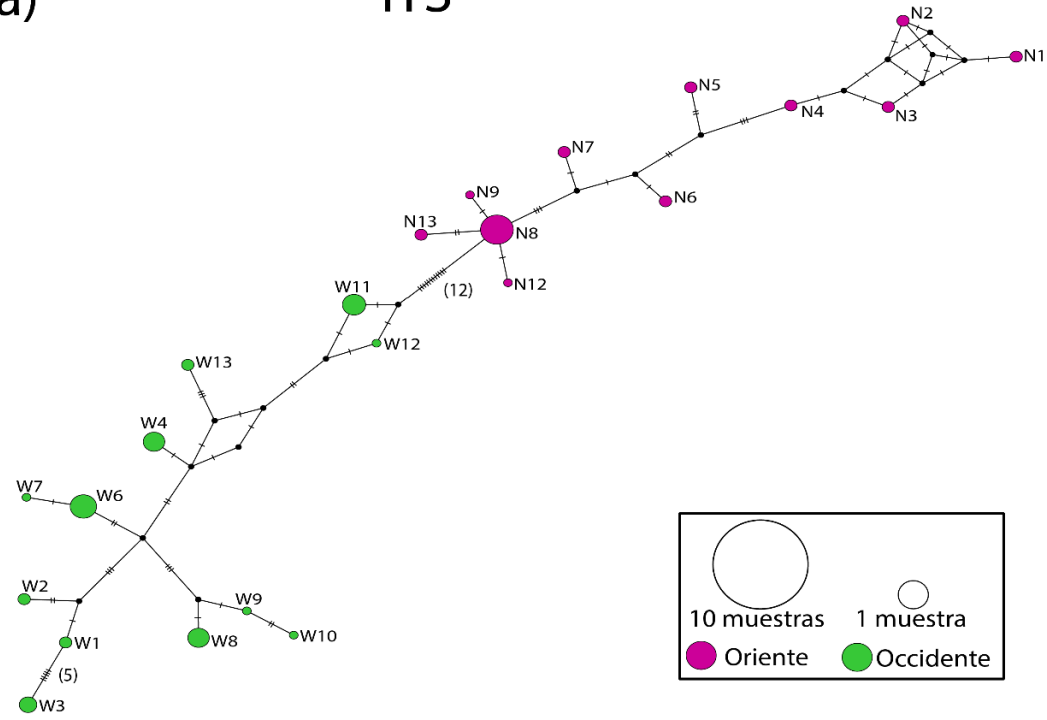 a) ITS
N2
N1
N5
N4
N3
N7
N9
N6
N13
N8
N12
(12)
W11
W12
W13
W4
W7
W6
W2
W9
W1
W8
W10
(5)
W3
10 muestras 1 muestra
Oriente Occidente